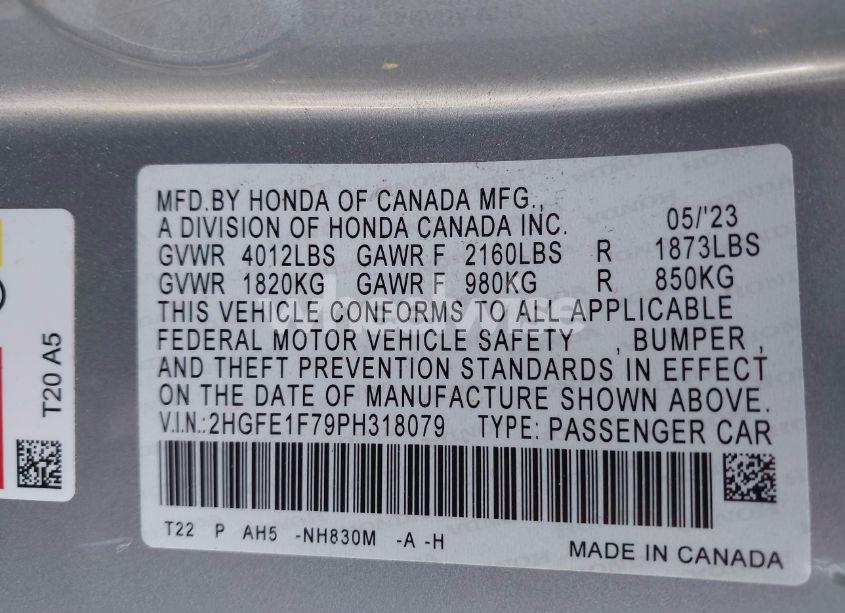 MFD.BY HONDA OF CANADA MFG.,
A DIVISION OF HONDA CANADA INC. 05/'23
GVWR 4012LBS GAWR F 2160LBS R 1873LBS
GVWR 1820KG GAWR F 980KG R 850KG
THIS VEHICLE CONFORMS TO ALL APPLICABLE
FEDERAL MOTOR VEHICLE SAFETY , BUMPER ,
AND THEFT PREVENTION STANDARDS IN EFFECT
ON THE DATE OF MANUFACTURE SHOWN ABOVE.
V.I.N.:2HGFE1F79PH318079 TYPE: PASSENGER CAR
T22 P AH5 -NH830M -A -H
MADE IN CANADA
T20 A5